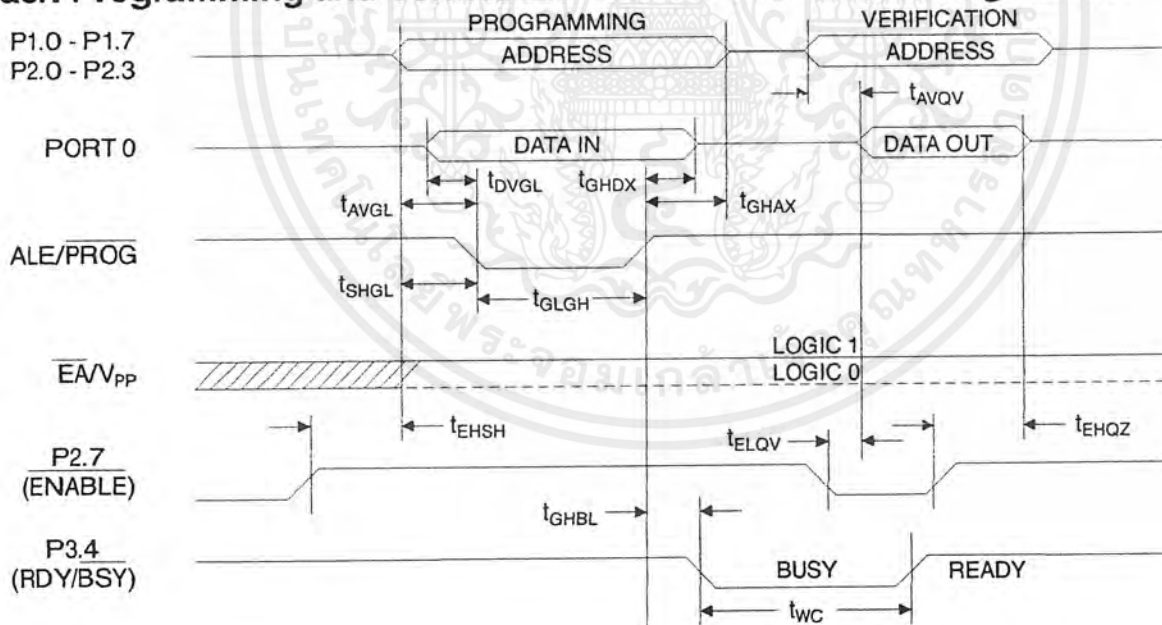 Programming and
PROGRAMMING
VERIFICATION
P1.0 - P1.7
P2.0 - P2.3
ADDRESS
ADDRESS
tAVQV
PORT 0
DATA IN
DATA OUT
tDVGL
tGHDX
tAVGL
tGHAX
ALE/PROG
tSHGL
tGLGH
LOGIC 1
EA/VPP
LOGIC 0
tEHSH
tELQV
tEHQZ
P2.7
(ENABLE)
tGHBL
P3.4
(RDY/BSY)
BUSY
READY
tWC